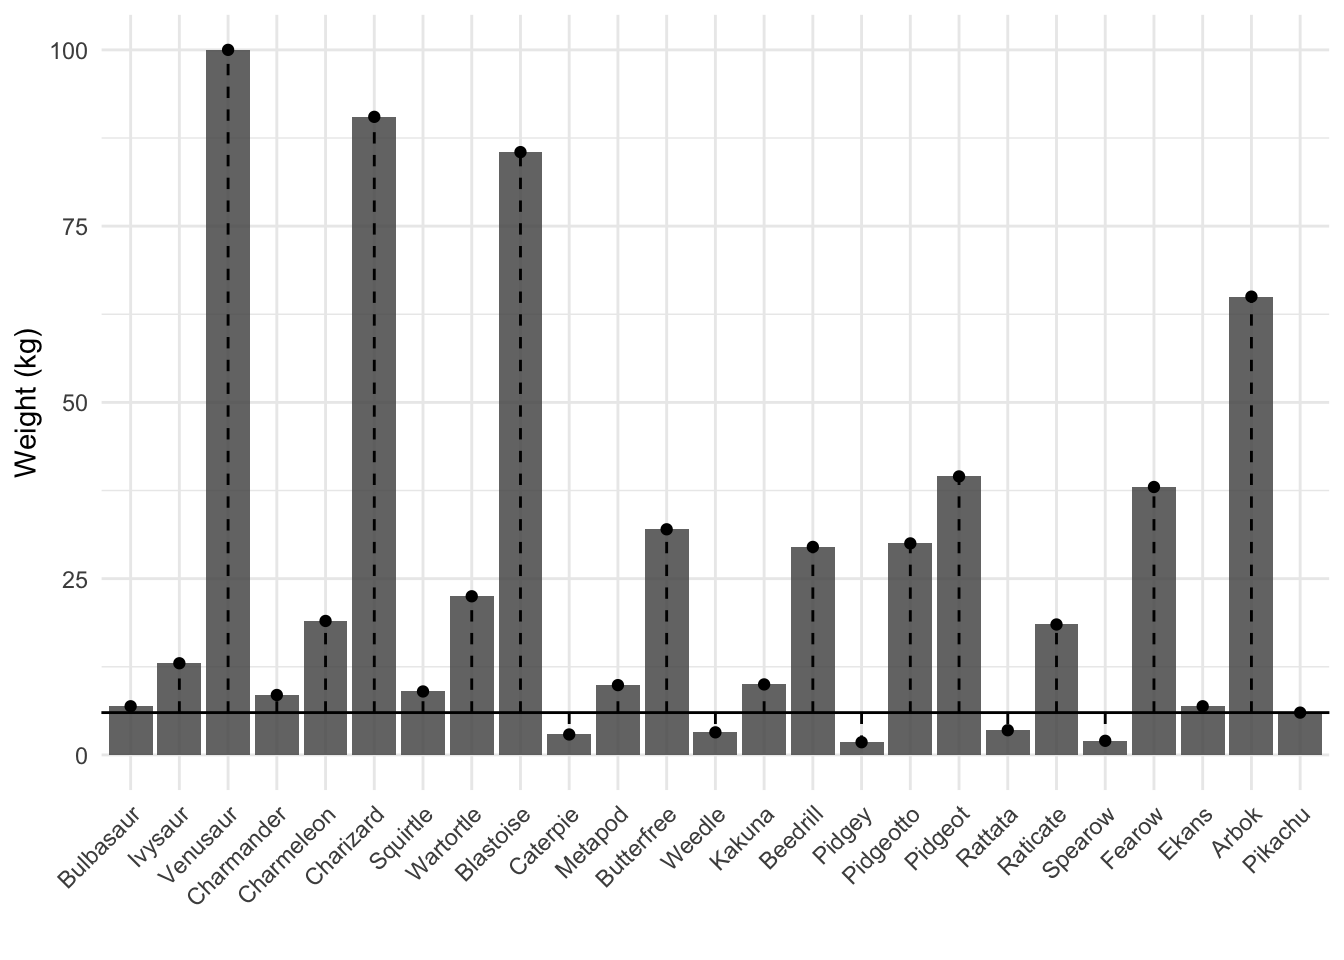 Weight (kg)
100
75
50
25
0
Bulbasaur
Ivysaur
Venusaur
Charmander
Charmeleon
Charizard
Squirtle
Wartortle
Blastoise
Caterpie
Metapod
Butterfree
Weedle
Kakuna
Beedrill
Pidgey
Pidgeotto
Pidgeot
Rattata
Raticate
Spearow
Fearow
Ekans
Arbok
Pikachu